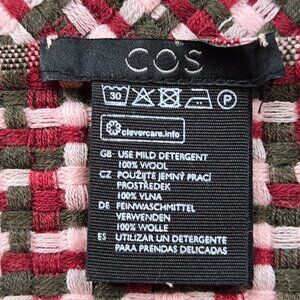 COS
30
P
clevercare.info
GB USE MILD DETERGENT
100% WOOL
CZ POUŽIJTE JEMNÝ PRACÍ
PROSTŘEDEK
100% VLNA
DE FEINWASCHMITTEL
VERWENDEN
100% WOLLE
ES UTILIZAR UN DETERGENTE
PARA PRENDAS DELICADAS